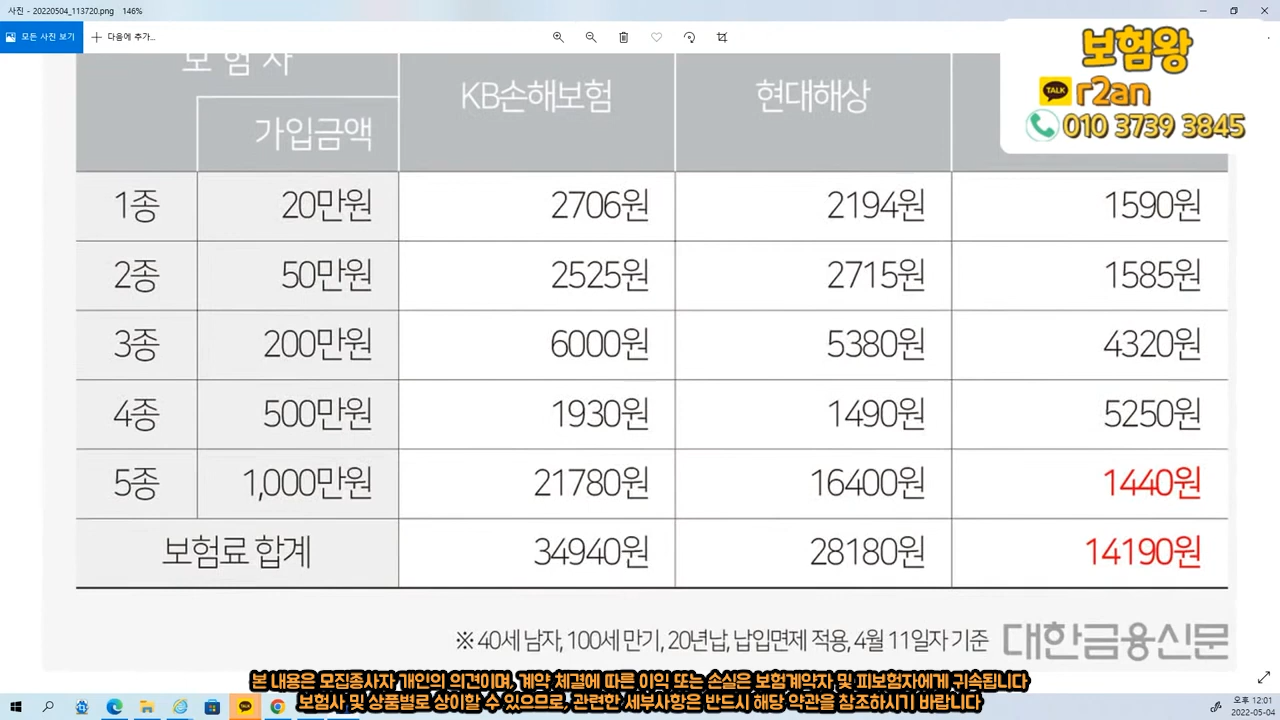 사진 - 20220504_113720.png 146%
모든 사진 보기 다음에 추가...
보험왕
TALK r2an
010 3739 3845
보 험 사 KB손해보험 현대해상
가입금액
1종 20만원 2706원 2194원 1590원
2종 50만원 2525원 2715원 1585원
3종 200만원 6000원 5380원 4320원
4종 500만원 1930원 1490원 5250원
5종 1,000만원 21780원 16400원 1440원
보험료 합계 34940원 28180원 14190원
※ 40세 남자, 100세 만기, 20년납, 납입면제 적용, 4월 11일자 기준 대한금융신문
본 내용은 모집종사자 개인의 의견이며, 계약 체결에 따른 이익 또는 손실은 보험계약자 및 피보험자에게 귀속됩니다
보험사 및 상품별로 상이할 수 있으므로, 관련한 세부사항은 반드시 해당 약관을 참조하시기 바랍니다
오후 12:01
2022-05-04